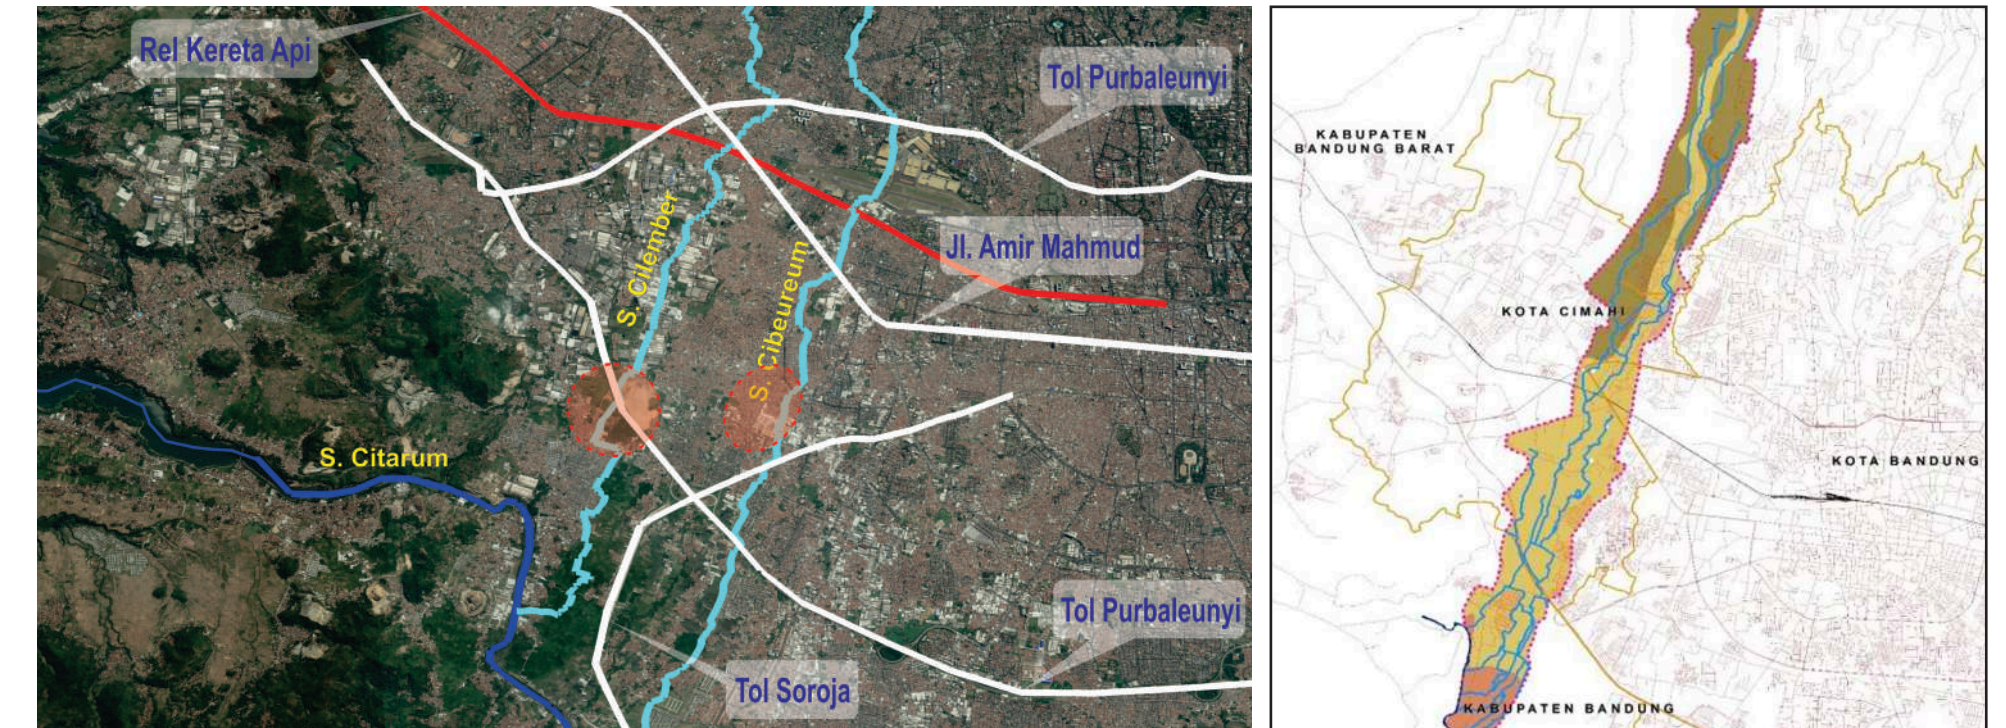 Rel Kereta Api
Tol Purbaleunyi
S. Cilember
Jl. Amir Mahmud
S. Cibeureum
S. Citarum
Tol Purbaleunyi
Tol Soroja
KABUPATEN
BANDUNG BARAT
KOTA CIMAHI
KOTA BANDUNG
KABUPATEN BANDUNG